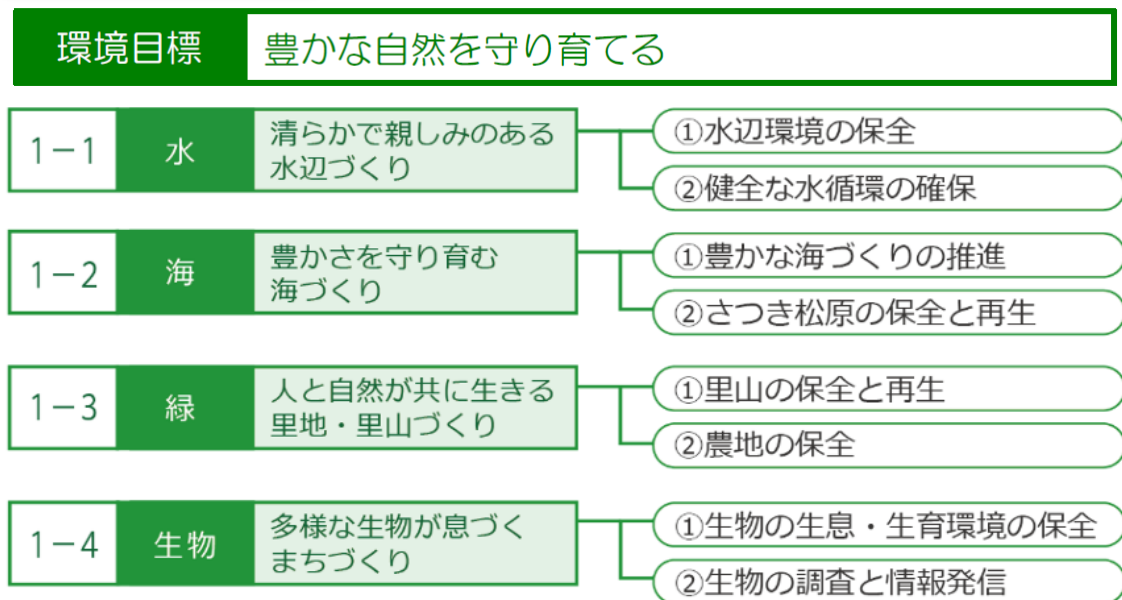 環境目標 豊かな自然を守り育てる
1－1 水 清らかで親しみのある
水辺づくり
①水辺環境の保全
②健全な水循環の確保
1－2 海 豊かさを守り育む
海づくり
①豊かな海づくりの推進
②さつき松原の保全と再生
1－3 緑 人と自然が共に生きる
里地・里山づくり
①里山の保全と再生
②農地の保全
1－4 生物 多様な生物が息づく
まちづくり
①生物の生息・生育環境の保全
②生物の調査と情報発信